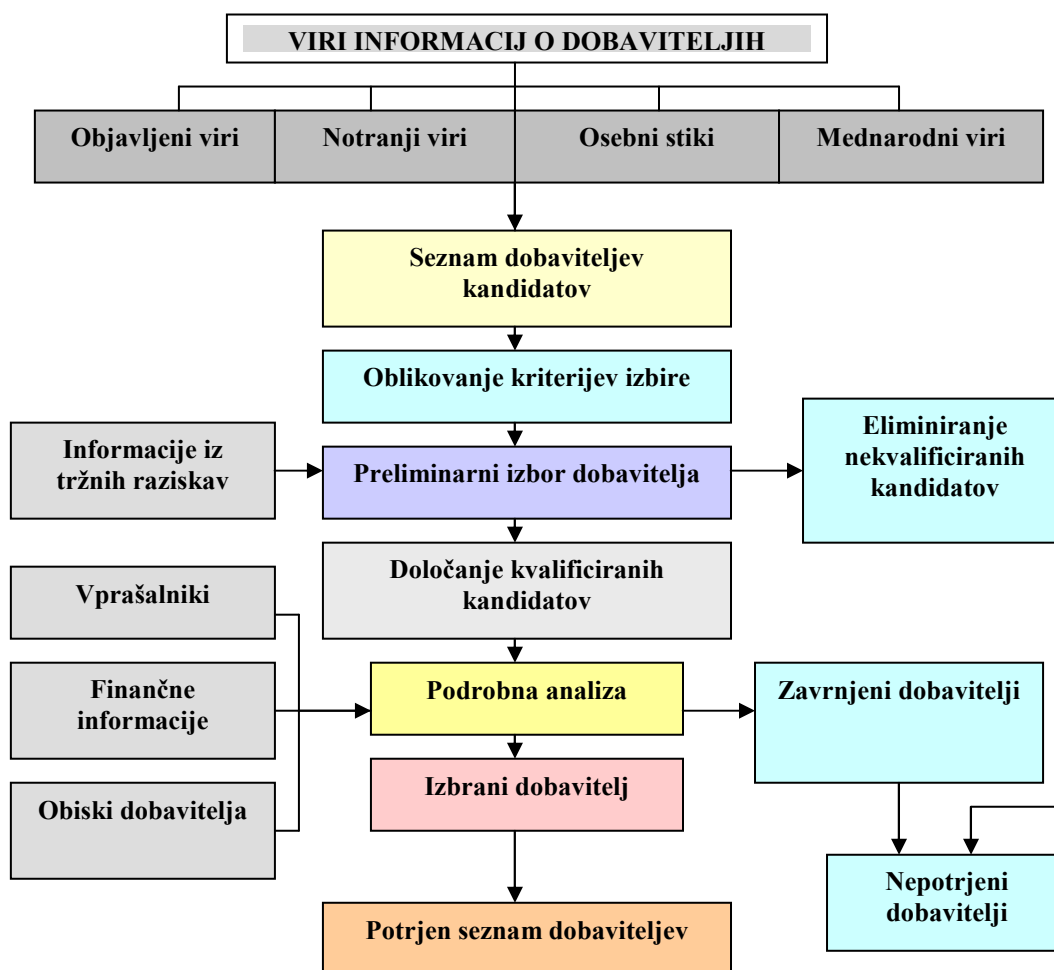 VIRI INFORMACIJ O DOBAVITELJIH
Objavljeni viri
Notranji viri
Osebni stiki
Mednarodni viri
Seznam dobaviteljev
kandidatov
Oblikovanje kriterijev izbire
Informacije iz
tržnih raziskav
Preliminarni izbor dobavitelja
Eliminiranje
nekvalificiranih
kandidatov
Določanje kvalificiranih
kandidatov
Vprašalniki
Finančne
informacije
Obiski dobavitelja
Podrobna analiza
Zavrnjeni dobavitelji
Izbrani dobavitelj
Nepotrjeni
dobavitelji
Potrjen seznam dobaviteljev